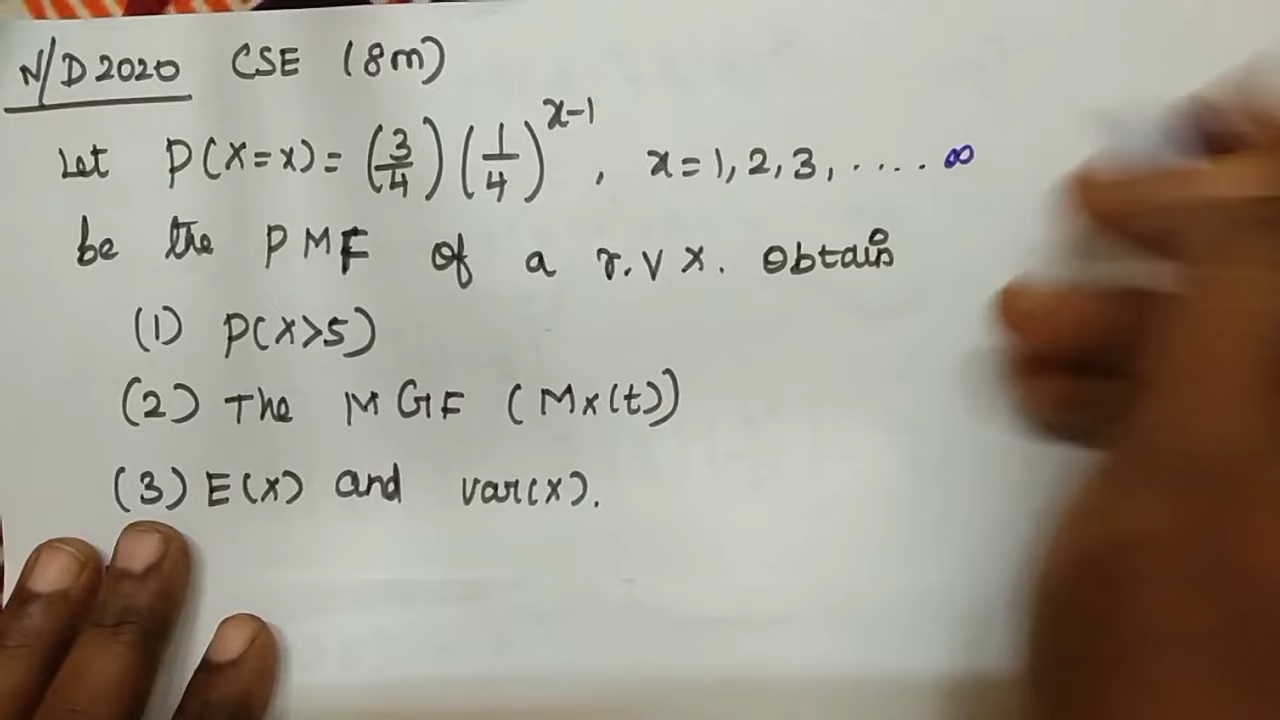 N/D 2020 CSE (8m)
Let P(X=x) = (3/4) (1/4)^x-1, x=1,2,3,.....∞
be the PMF of a r.v X. Obtain
(1) P(X>5)
(2) The MGF (Mx(t))
(3) E(X) and var(X).